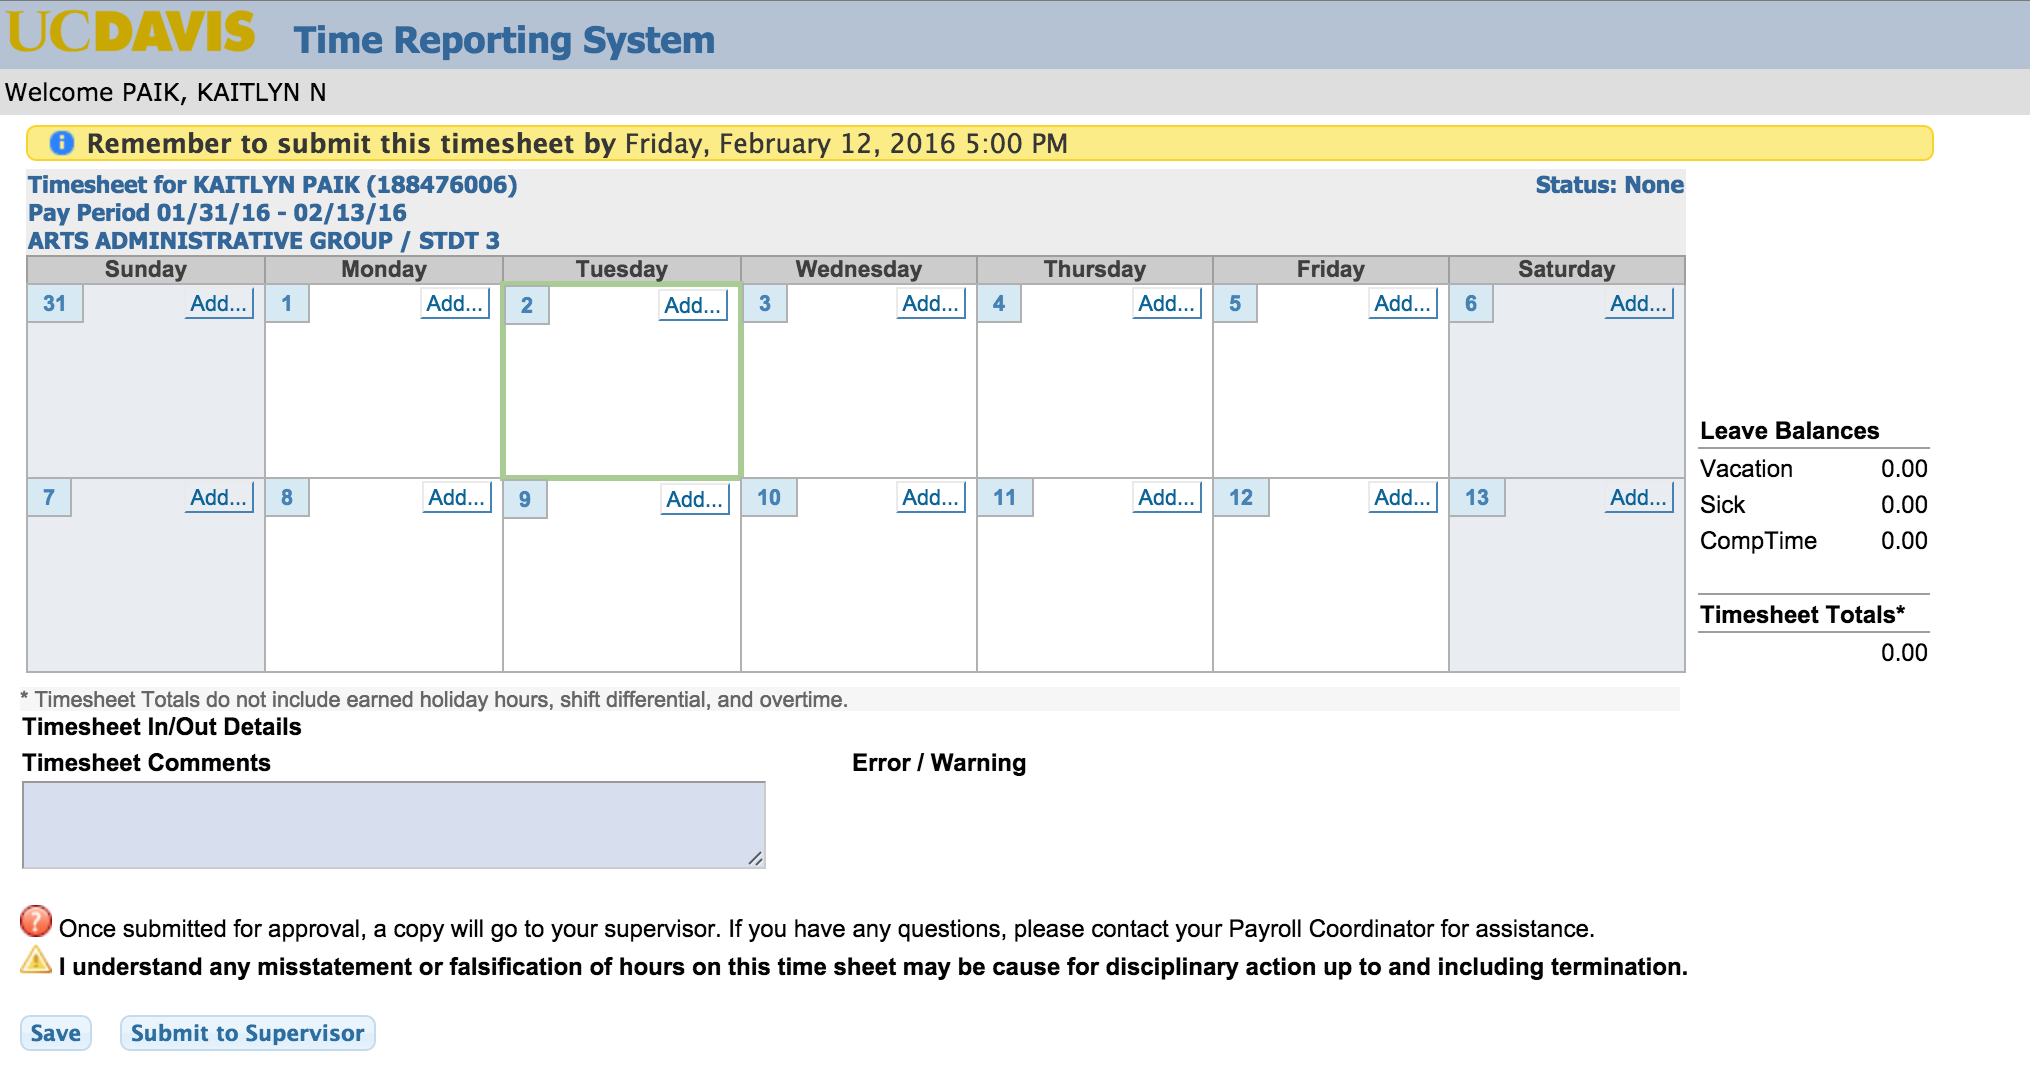 UCDAVIS Time Reporting System
Welcome PAIK, KAITLYN N
Remember to submit this timesheet by Friday, February 12, 2016 5:00 PM
Timesheet for KAITLYN PAIK (188476006) Status: None
Pay Period 01/31/16 - 02/13/16
ARTS ADMINISTRATIVE GROUP / STDT 3
Sunday Monday Tuesday Wednesday Thursday Friday Saturday
31 Add... 1 Add... 2 Add... 3 Add... 4 Add... 5 Add... 6 Add...
7 Add... 8 Add... 9 Add... 10 Add... 11 Add... 12 Add... 13 Add...
Leave Balances
Vacation 0.00
Sick 0.00
CompTime 0.00
Timesheet Totals*
0.00
* Timesheet Totals do not include earned holiday hours, shift differential, and overtime.
Timesheet In/Out Details
Timesheet Comments Error / Warning
? Once submitted for approval, a copy will go to your supervisor. If you have any questions, please contact your Payroll Coordinator for assistance.
I understand any misstatement or falsification of hours on this time sheet may be cause for disciplinary action up to and including termination.
Save Submit to Supervisor